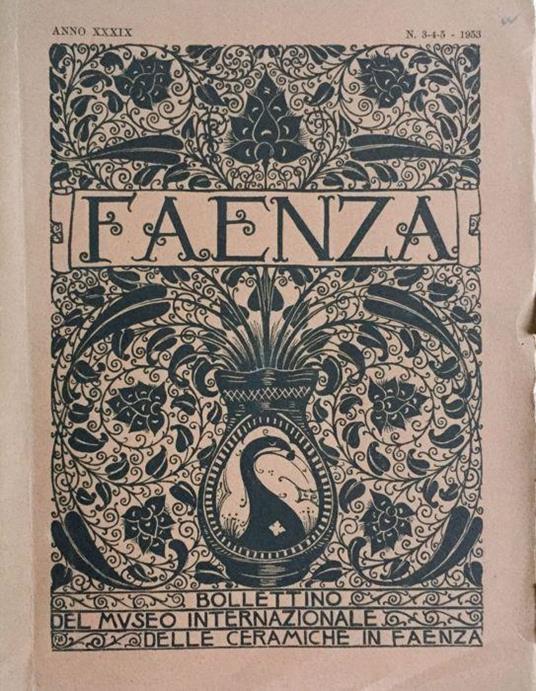 ANNO XXXIX
N. 3-4-5 - 1953
FAENZA
BOLLETTINO
DEL MVSEO INTERNAZIONALE
DELLE CERAMICHE IN FAENZA